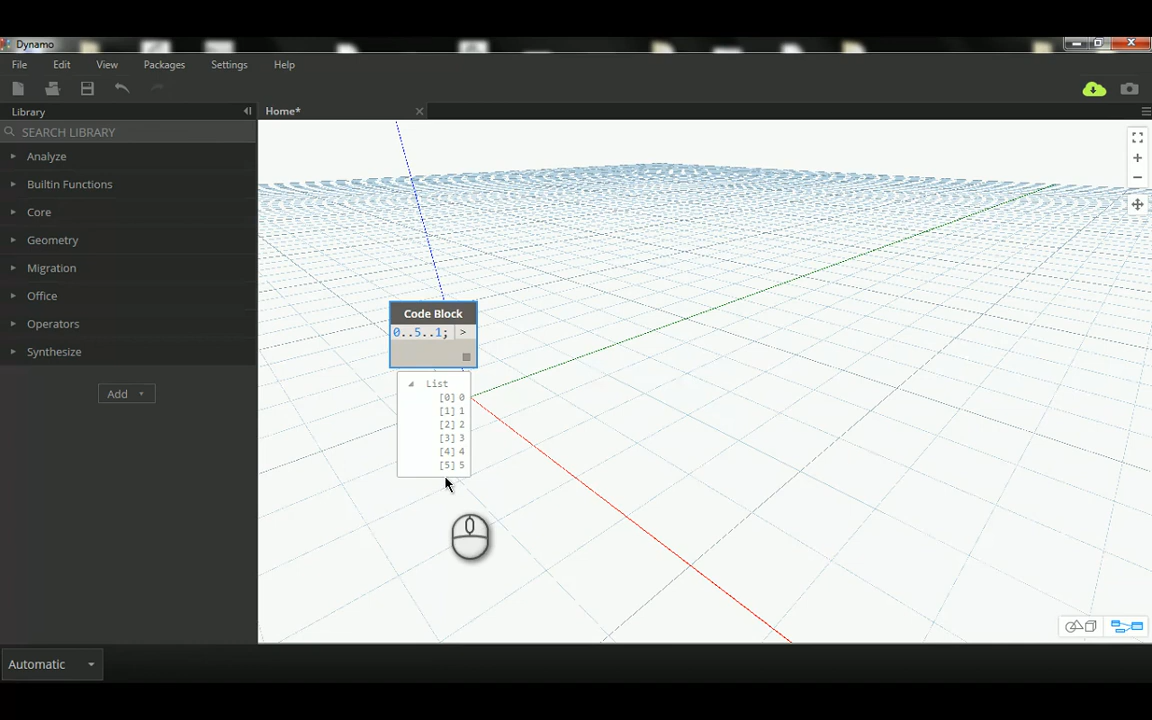 Dynamo
File Edit View Packages Settings Help
Library
Home*
SEARCH LIBRARY
Analyze
Builtin Functions
Core
Geometry
Migration
Office
Operators
Synthesize
Add
Code Block
0..5..1; >
List
[0] 0
[1] 1
[2] 2
[3] 3
[4] 4
[5] 5
Automatic